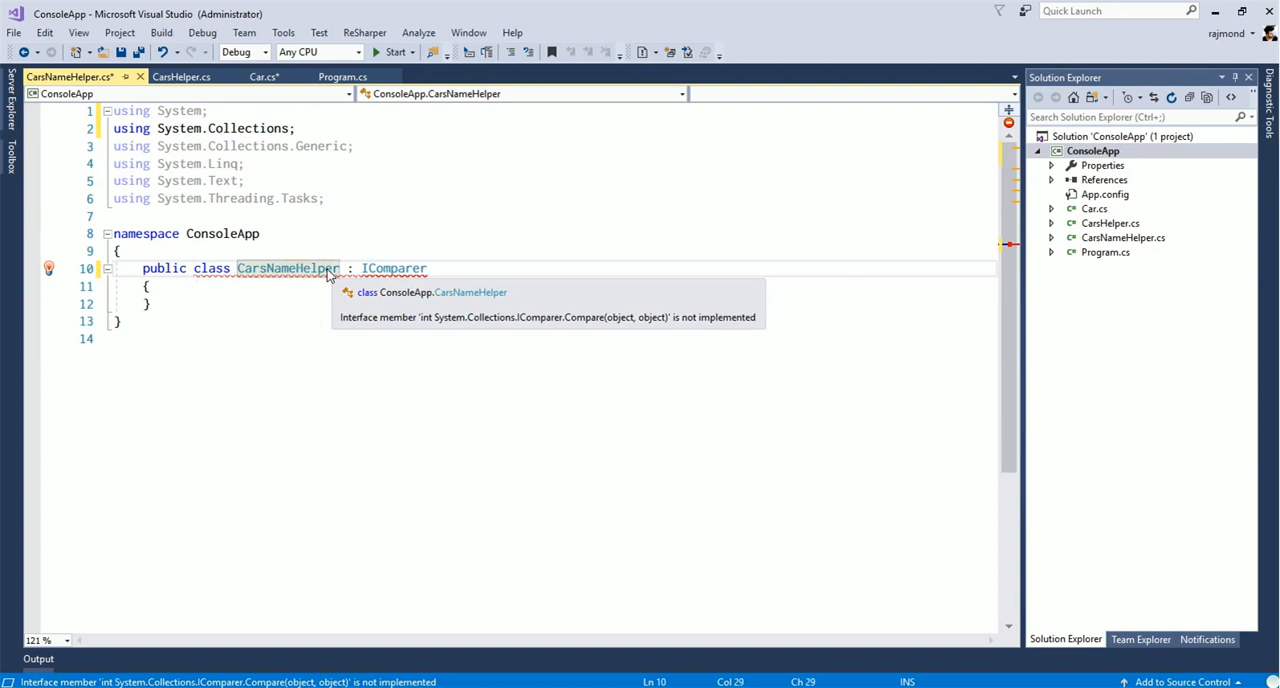 ConsoleApp - Microsoft Visual Studio (Administrator)
Quick Launch
File Edit View Project Build Debug Team Tools Test ReSharper Analyze Window Help
rajmond
Debug Any CPU Start
CarsNameHelper.cs* CarsHelper.cs Car.cs* Program.cs
ConsoleApp ConsoleApp.CarsNameHelper
Server Explorer
Toolbox
1 using System;
2 using System.Collections;
3 using System.Collections.Generic;
4 using System.Linq;
5 using System.Text;
6 using System.Threading.Tasks;
7
8 namespace ConsoleApp
9 {
10 public class CarsNameHelper : IComparer
11 {
12 }
13 }
14
class ConsoleApp.CarsNameHelper
Interface member 'int System.Collections.IComparer.Compare(object, object)' is not implemented
121 %
Solution Explorer
Search Solution Explorer (Ctrl+;)
Solution 'ConsoleApp' (1 project)
ConsoleApp
Properties
References
App.config
Car.cs
CarsHelper.cs
CarsNameHelper.cs
Program.cs
Solution Explorer Team Explorer Notifications
Diagnostic Tools
Output
Interface member 'int System.Collections.IComparer.Compare(object, object)' is not implemented Ln 10 Col 29 Ch 29 INS Add to Source Control